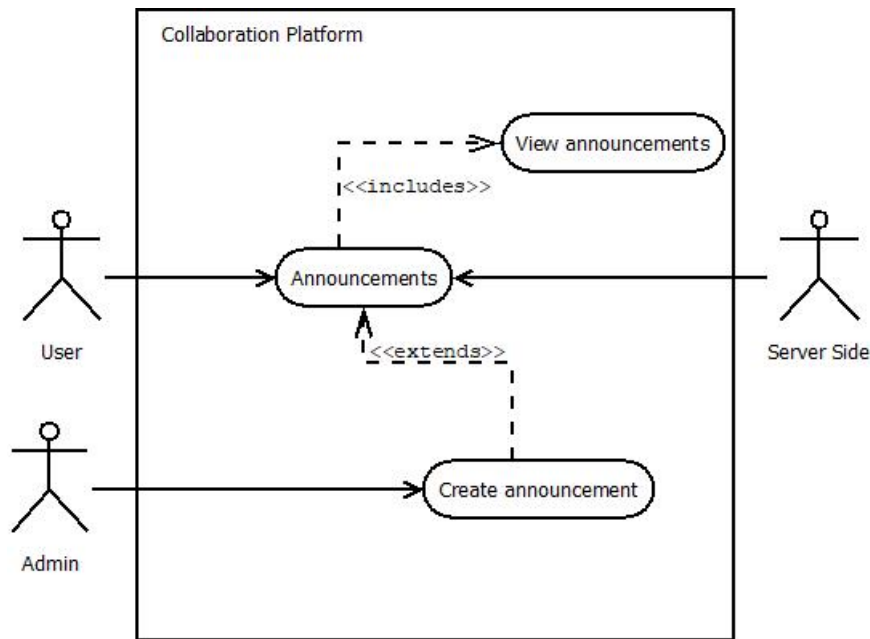 Collaboration Platform
View announcements
<<includes>>
Announcements
User
Server Side
<<extends>>
Create announcement
Admin